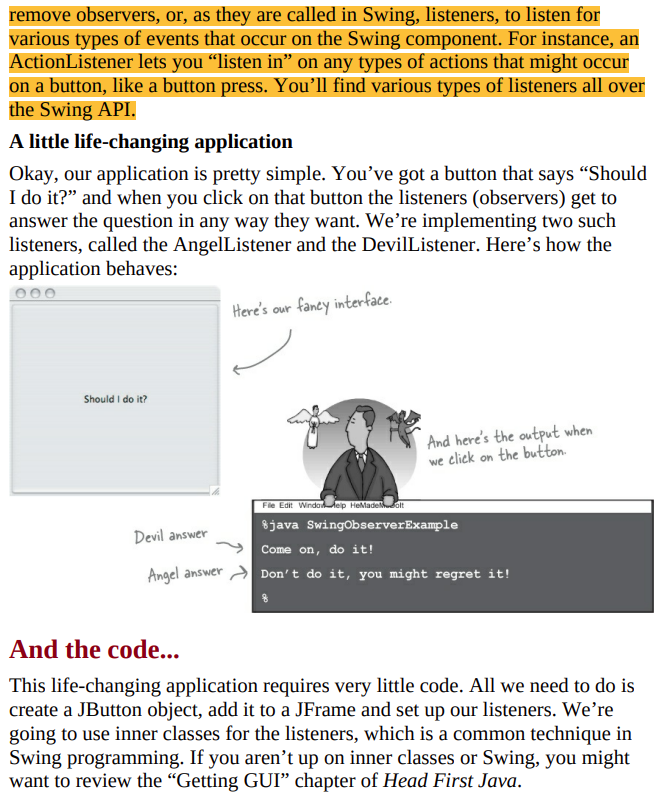 remove observers, or, as they are called in Swing, listeners, to listen for
various types of events that occur on the Swing component. For instance, an
ActionListener lets you “listen in” on any types of actions that might occur
on a button, like a button press. You’ll find various types of listeners all over
the Swing API.
A little life-changing application
Okay, our application is pretty simple. You’ve got a button that says “Should
I do it?” and when you click on that button the listeners (observers) get to
answer the question in any way they want. We’re implementing two such
listeners, called the AngelListener and the DevilListener. Here’s how the
application behaves:
Here's our fancy interface.
Should I do it?
And here's the output when
we click on the button.
File Edit Window Help
%java SwingObserverExample
Devil answer
Come on, do it!
Angel answer
Don’t do it, you might regret it!
%
And the code...
This life-changing application requires very little code. All we need to do is
create a JButton object, add it to a JFrame and set up our listeners. We’re
going to use inner classes for the listeners, which is a common technique in
Swing programming. If you aren’t up on inner classes or Swing, you might
want to review the “Getting GUI” chapter of Head First Java.